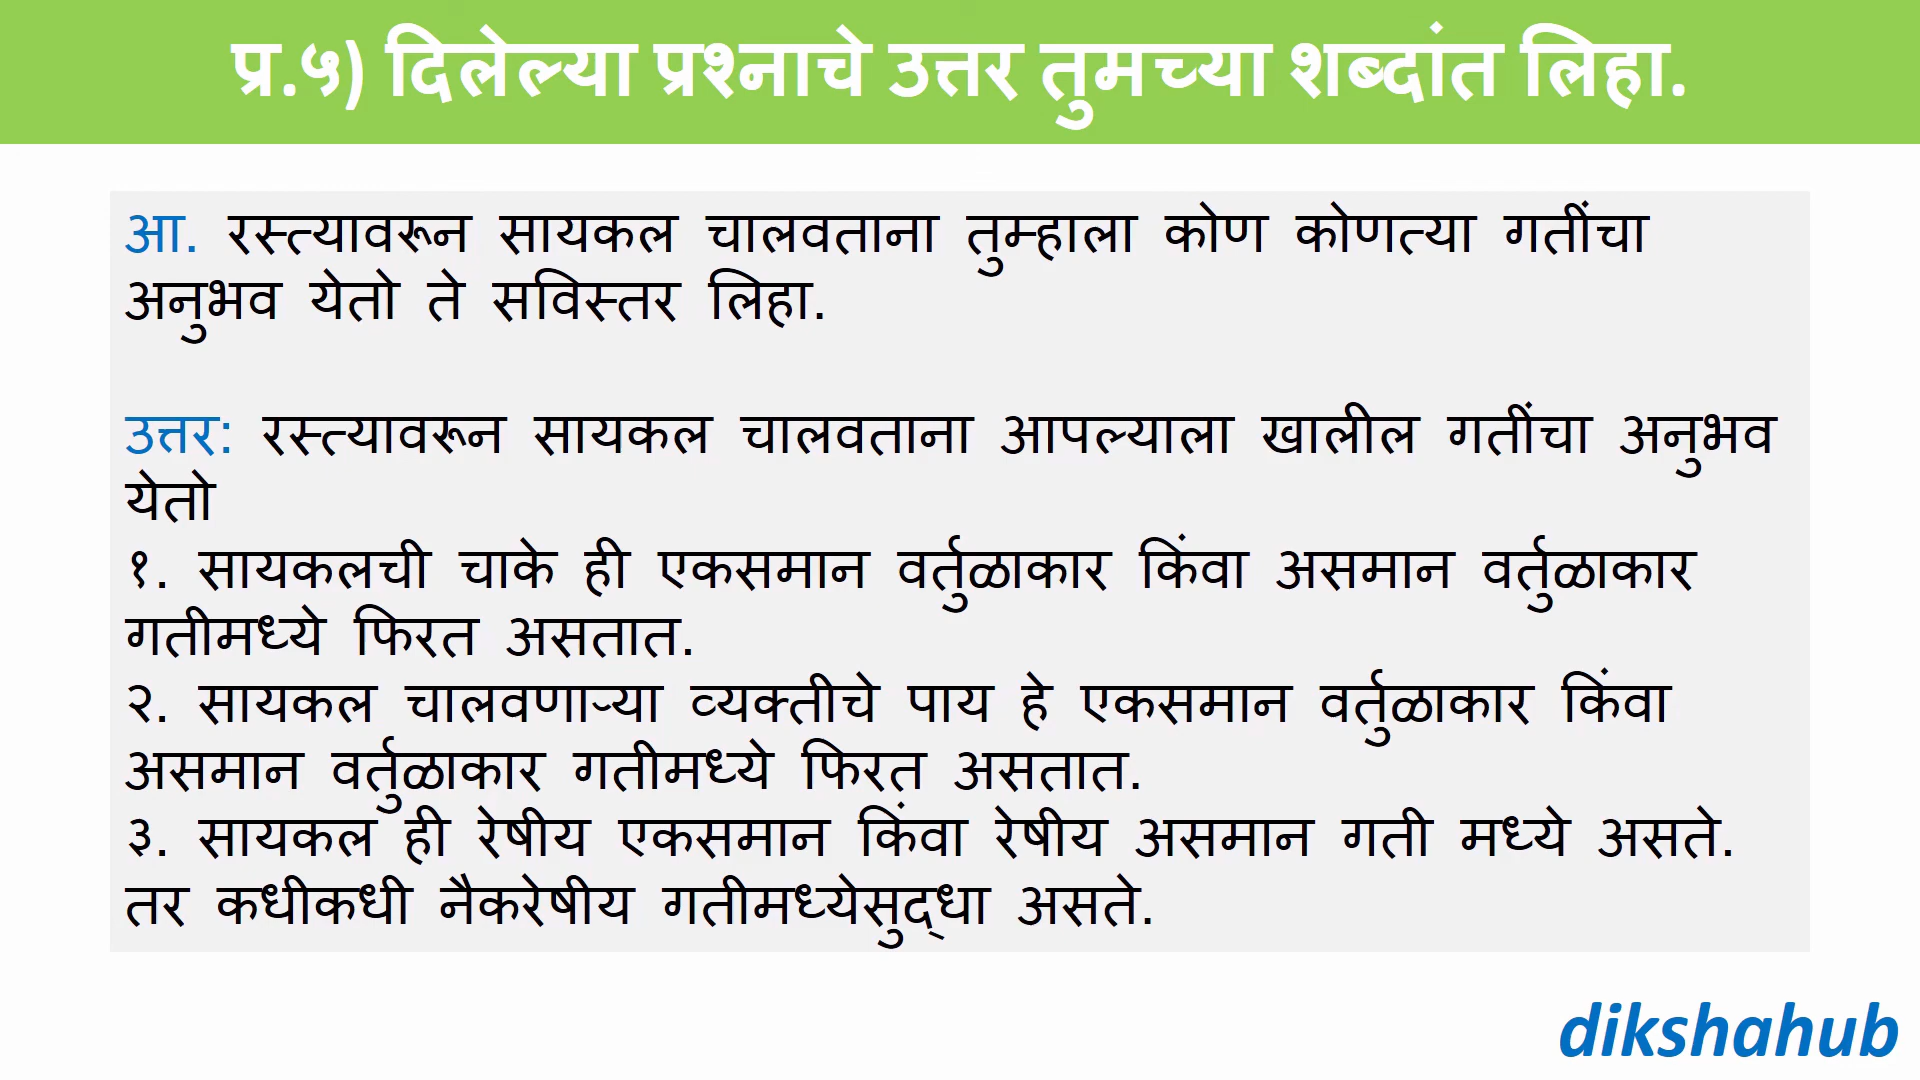 प्र.५) दिलेल्या प्रश्नाचे उत्तर तुमच्या शब्दांत लिहा.
आ. रस्त्यावरून सायकल चालवताना तुम्हाला कोण कोणत्या गतींचा
अनुभव येतो ते सविस्तर लिहा.
उत्तर: रस्त्यावरून सायकल चालवताना आपल्याला खालील गतींचा अनुभव
येतो
१. सायकलची चाके ही एकसमान वर्तुळाकार किंवा असमान वर्तुळाकार
गतीमध्ये फिरत असतात.
२. सायकल चालवणाऱ्या व्यक्तीचे पाय हे एकसमान वर्तुळाकार किंवा
असमान वर्तुळाकार गतीमध्ये फिरत असतात.
३. सायकल ही रेषीय एकसमान किंवा रेषीय असमान गती मध्ये असते.
तर कधीकधी नैकरेषीय गतीमध्येसुद्‌धा असते.
dikshahub